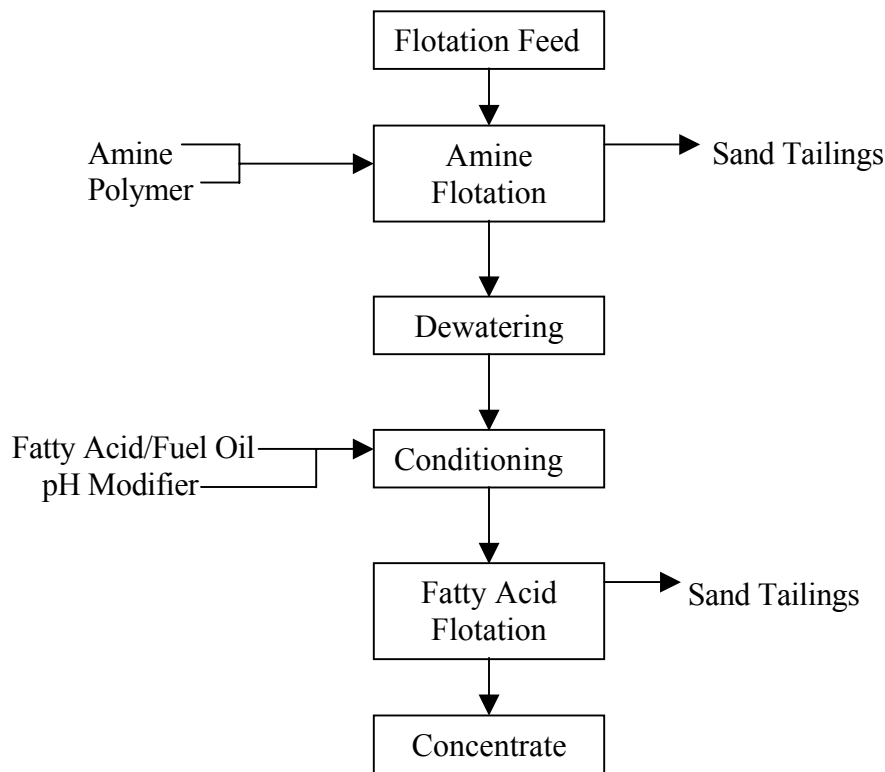 Flotation Feed
Amine
Polymer
Amine
Flotation
Sand Tailings
Dewatering
Fatty Acid/Fuel Oil
pH Modifier
Conditioning
Fatty Acid
Flotation
Sand Tailings
Concentrate